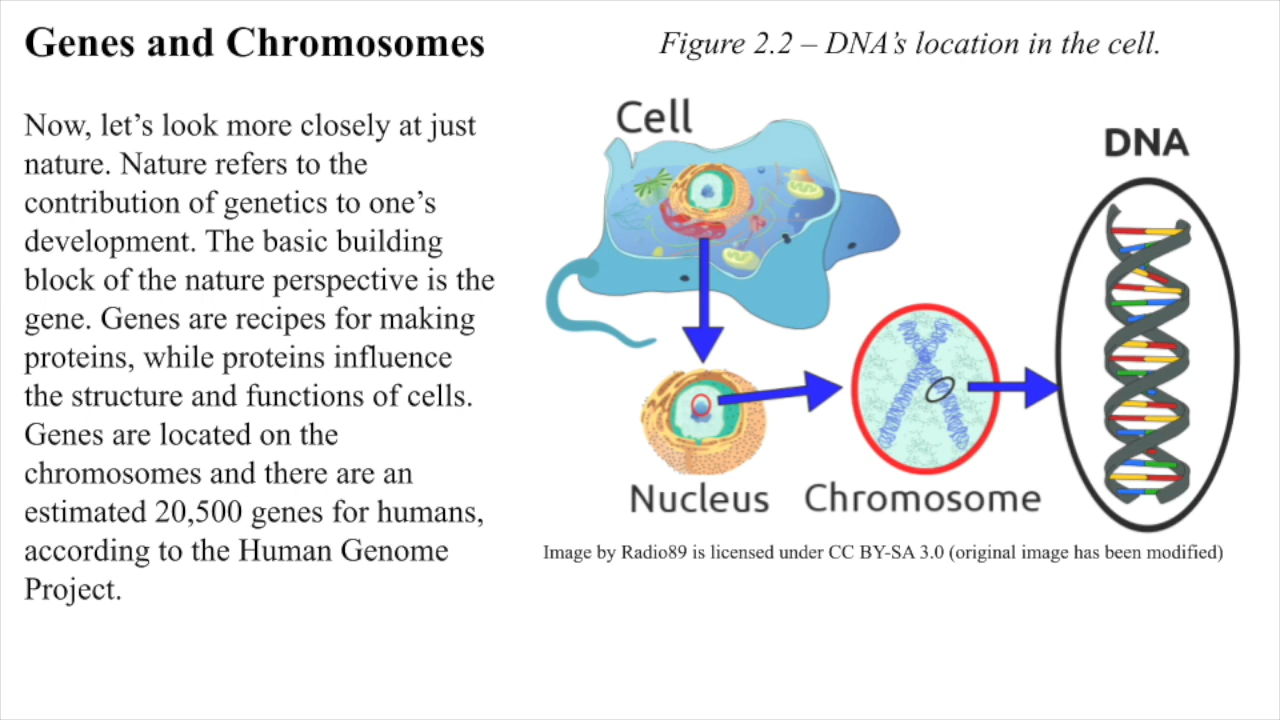 Genes and Chromosomes
Now, let’s look more closely at just
nature. Nature refers to the
contribution of genetics to one’s
development. The basic building
block of the nature perspective is the
gene. Genes are recipes for making
proteins, while proteins influence
the structure and functions of cells.
Genes are located on the
chromosomes and there are an
estimated 20,500 genes for humans,
according to the Human Genome
Project.
Figure 2.2 – DNA’s location in the cell.
Cell
DNA
Nucleus
Chromosome
Image by Radio89 is licensed under CC BY-SA 3.0 (original image has been modified)